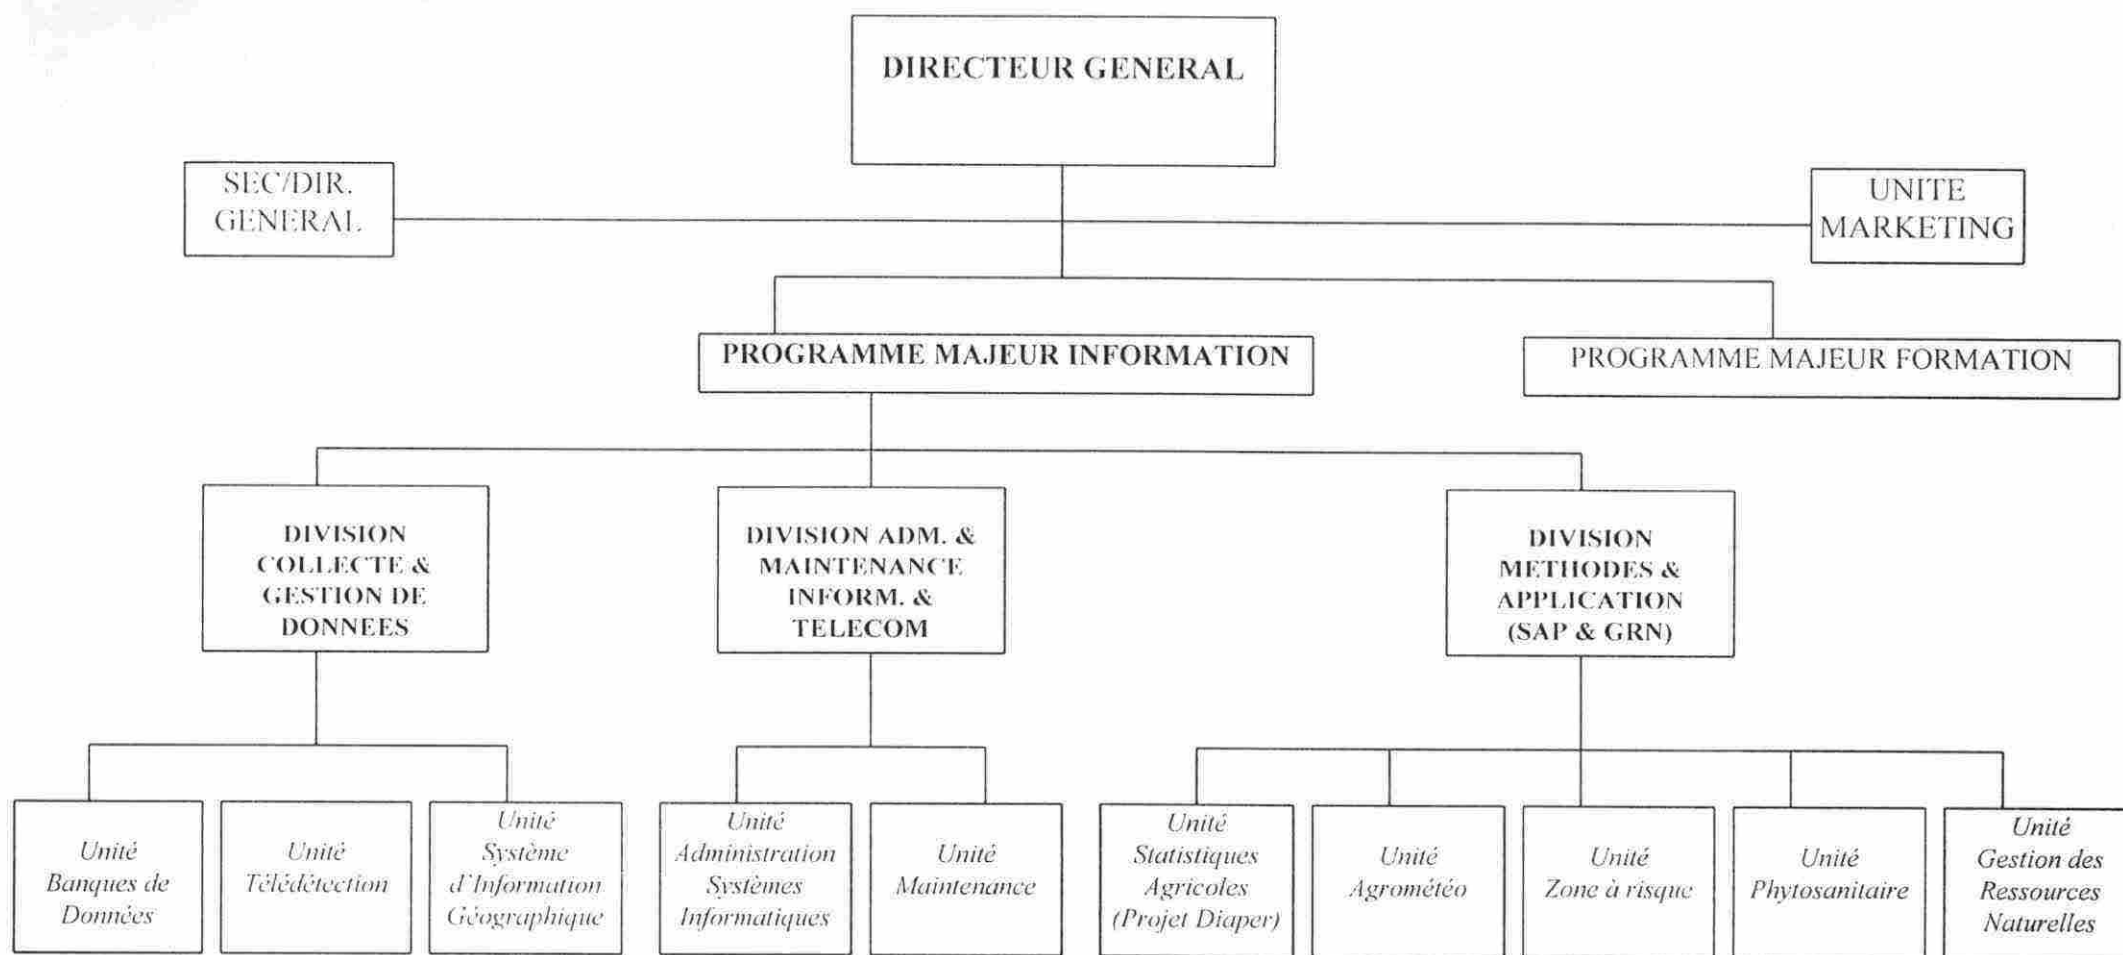 DIRECTEUR GENERAL
SEC/DIR.
GENERAL
UNITE
MARKETING
PROGRAMME MAJEUR INFORMATION
PROGRAMME MAJEUR FORMATION
DIVISION
COLLECTE &
GESTION DE
DONNEES
DIVISION ADM. &
MAINTENANCE
INFORM. &
TELECOM
DIVISION
METHODES &
APPLICATION
(SAP & GRN)
Unité
Banques de
Données
Unité
Télédétection
Unité
Système
d'Information
Géographique
Unité
Administration
Systèmes
Informatiques
Unité
Maintenance
Unité
Statistiques
Agricoles
(Projet Diaper)
Unité
Agrométéo
Unité
Zone à risque
Unité
Phytosanitaire
Unité
Gestion des
Ressources
Naturelles